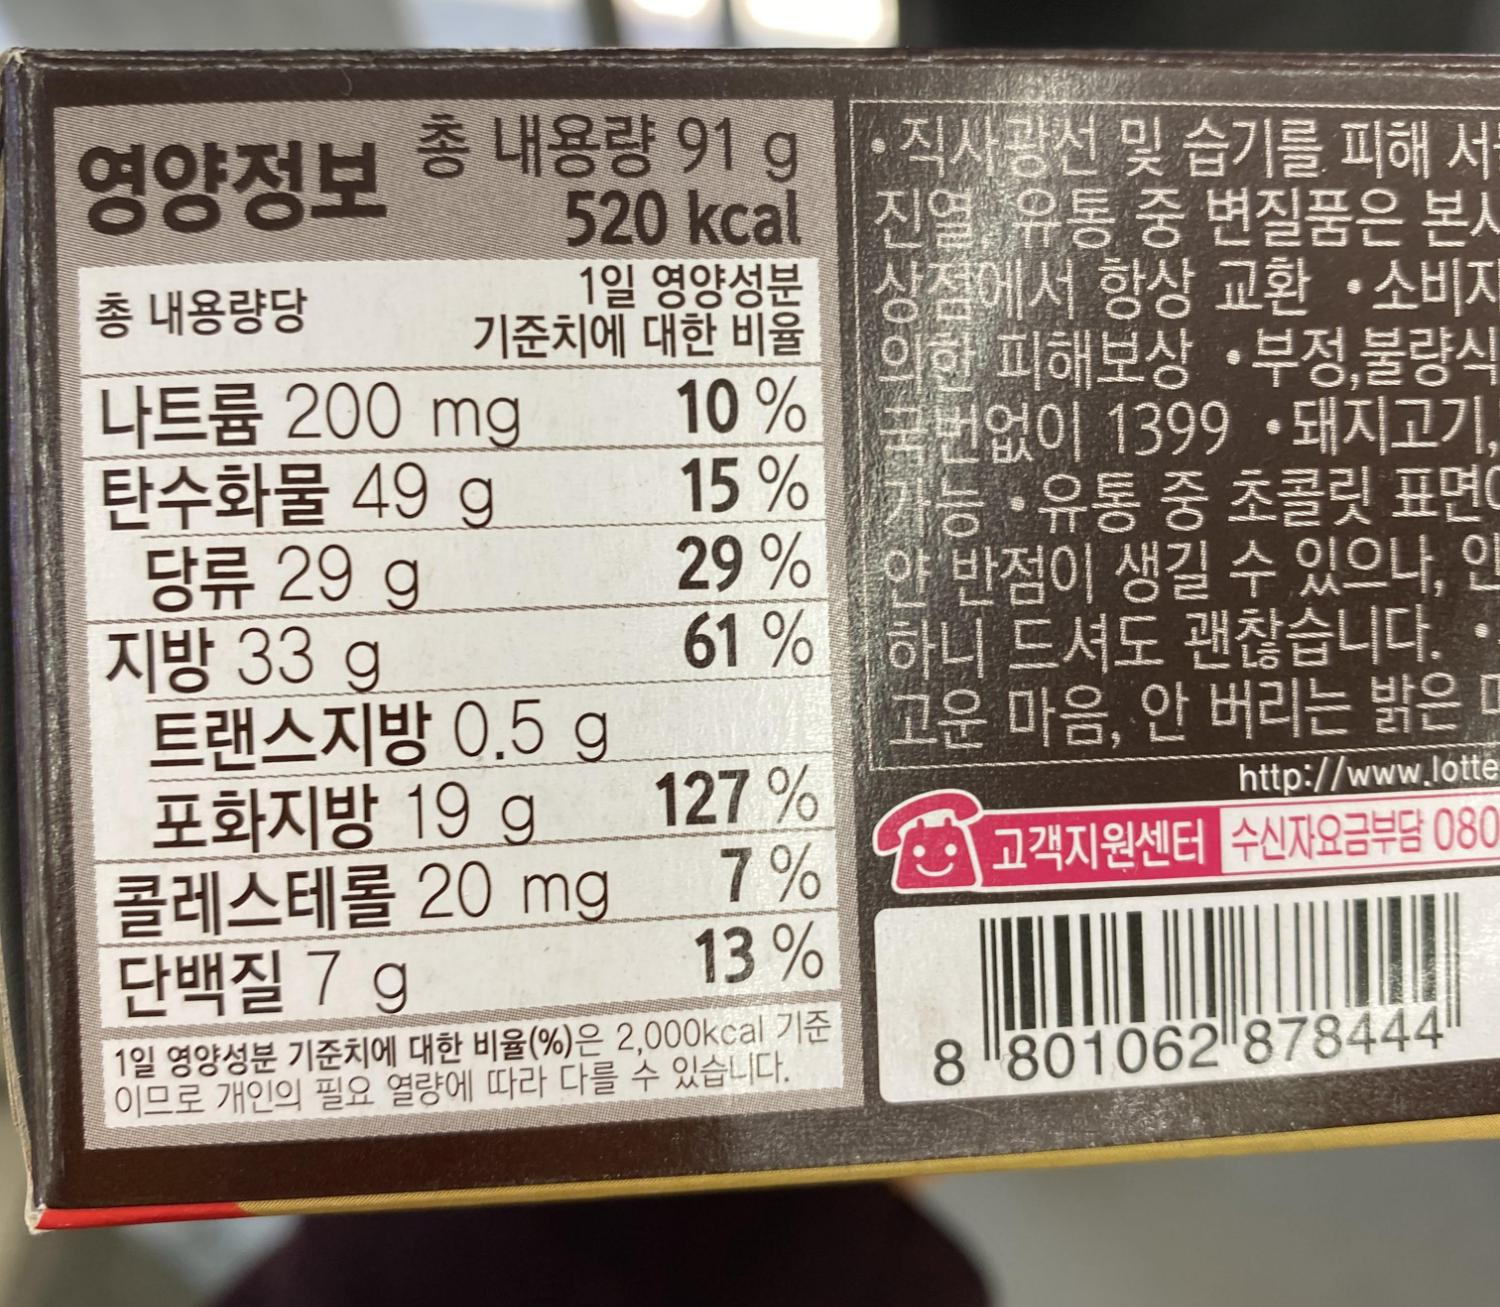 영양정보
총 내용량 91 g
520 kcal
총 내용량당
1일 영양성분
기준치에 대한 비율
나트륨 200 mg 10 %
탄수화물 49 g 15 %
당류 29 g 29 %
지방 33 g 61 %
트랜스지방 0.5 g
포화지방 19 g 127 %
콜레스테롤 20 mg 7 %
단백질 7 g 13 %
1일 영양성분 기준치에 대한 비율(%)은 2,000kcal 기준
이므로 개인의 필요 열량에 따라 다를 수 있습니다.
• 직사광선 및 습기를 피해 서
진열, 유통 중 변질품은 본사
상점에서 항상 교환 • 소비자
의한 피해보상 • 부정,불량식
국번없이 1399 • 돼지고기,
가능 • 유통 중 초콜릿 표면
얀 반점이 생길 수 있으나, 인
하니 드셔도 괜찮습니다. •
고운 마음, 안 버리는 밝은
http://www.lotte
고객지원센터 수신자요금부담 080
8 801062 878444